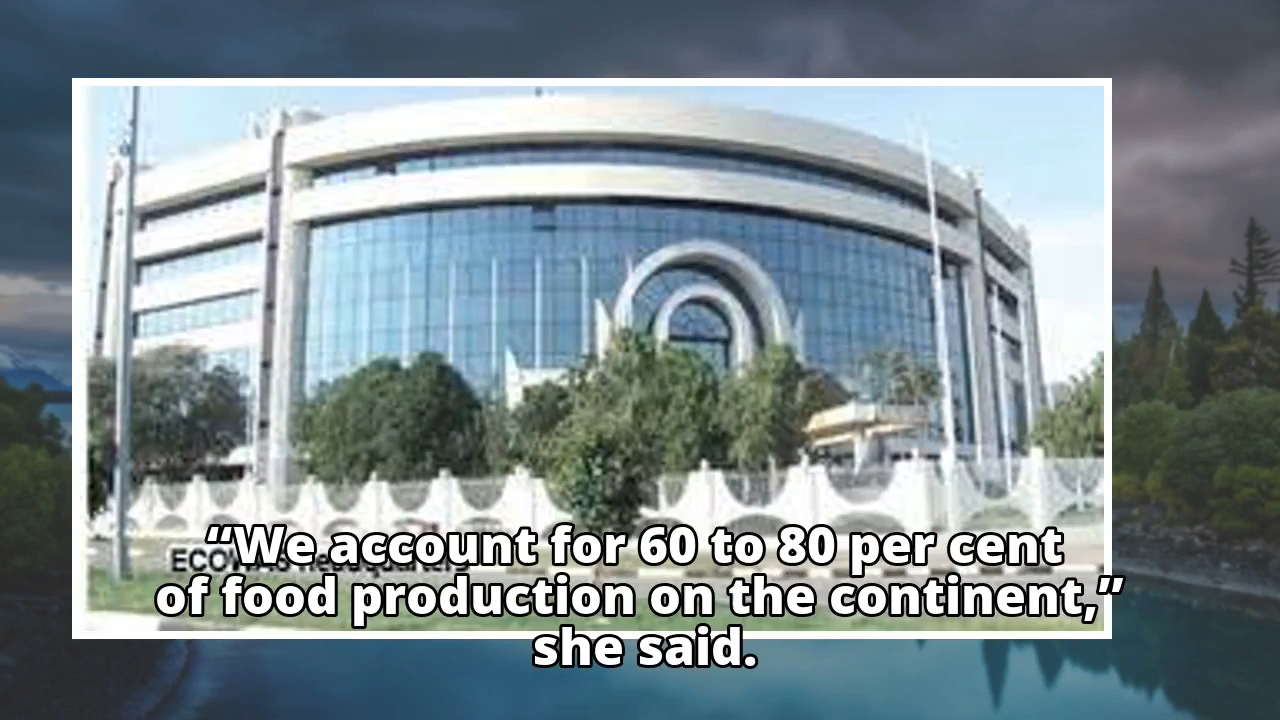 “We account for 60 to 80 per cent
of food production on the continent,”
she said.